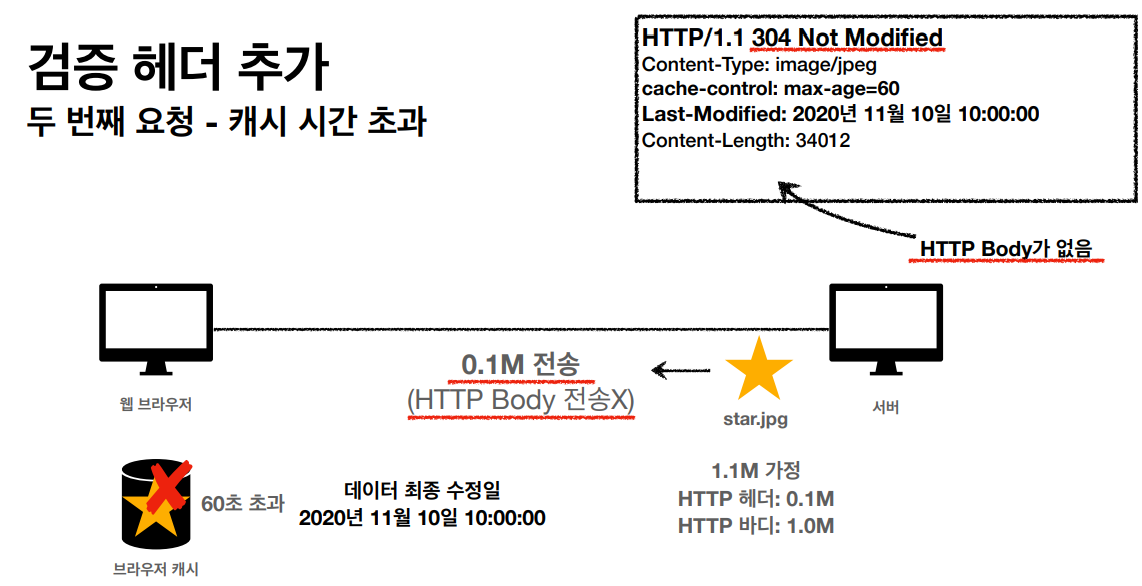 검증 헤더 추가
두 번째 요청 - 캐시 시간 초과
HTTP/1.1 304 Not Modified
Content-Type: image/jpeg
cache-control: max-age=60
Last-Modified: 2020년 11월 10일 10:00:00
Content-Length: 34012
HTTP Body가 없음
0.1M 전송
(HTTP Body 전송X)
웹 브라우저
star.jpg
서버
60초 초과
데이터 최종 수정일
2020년 11월 10일 10:00:00
1.1M 가정
HTTP 헤더: 0.1M
HTTP 바디: 1.0M
브라우저 캐시